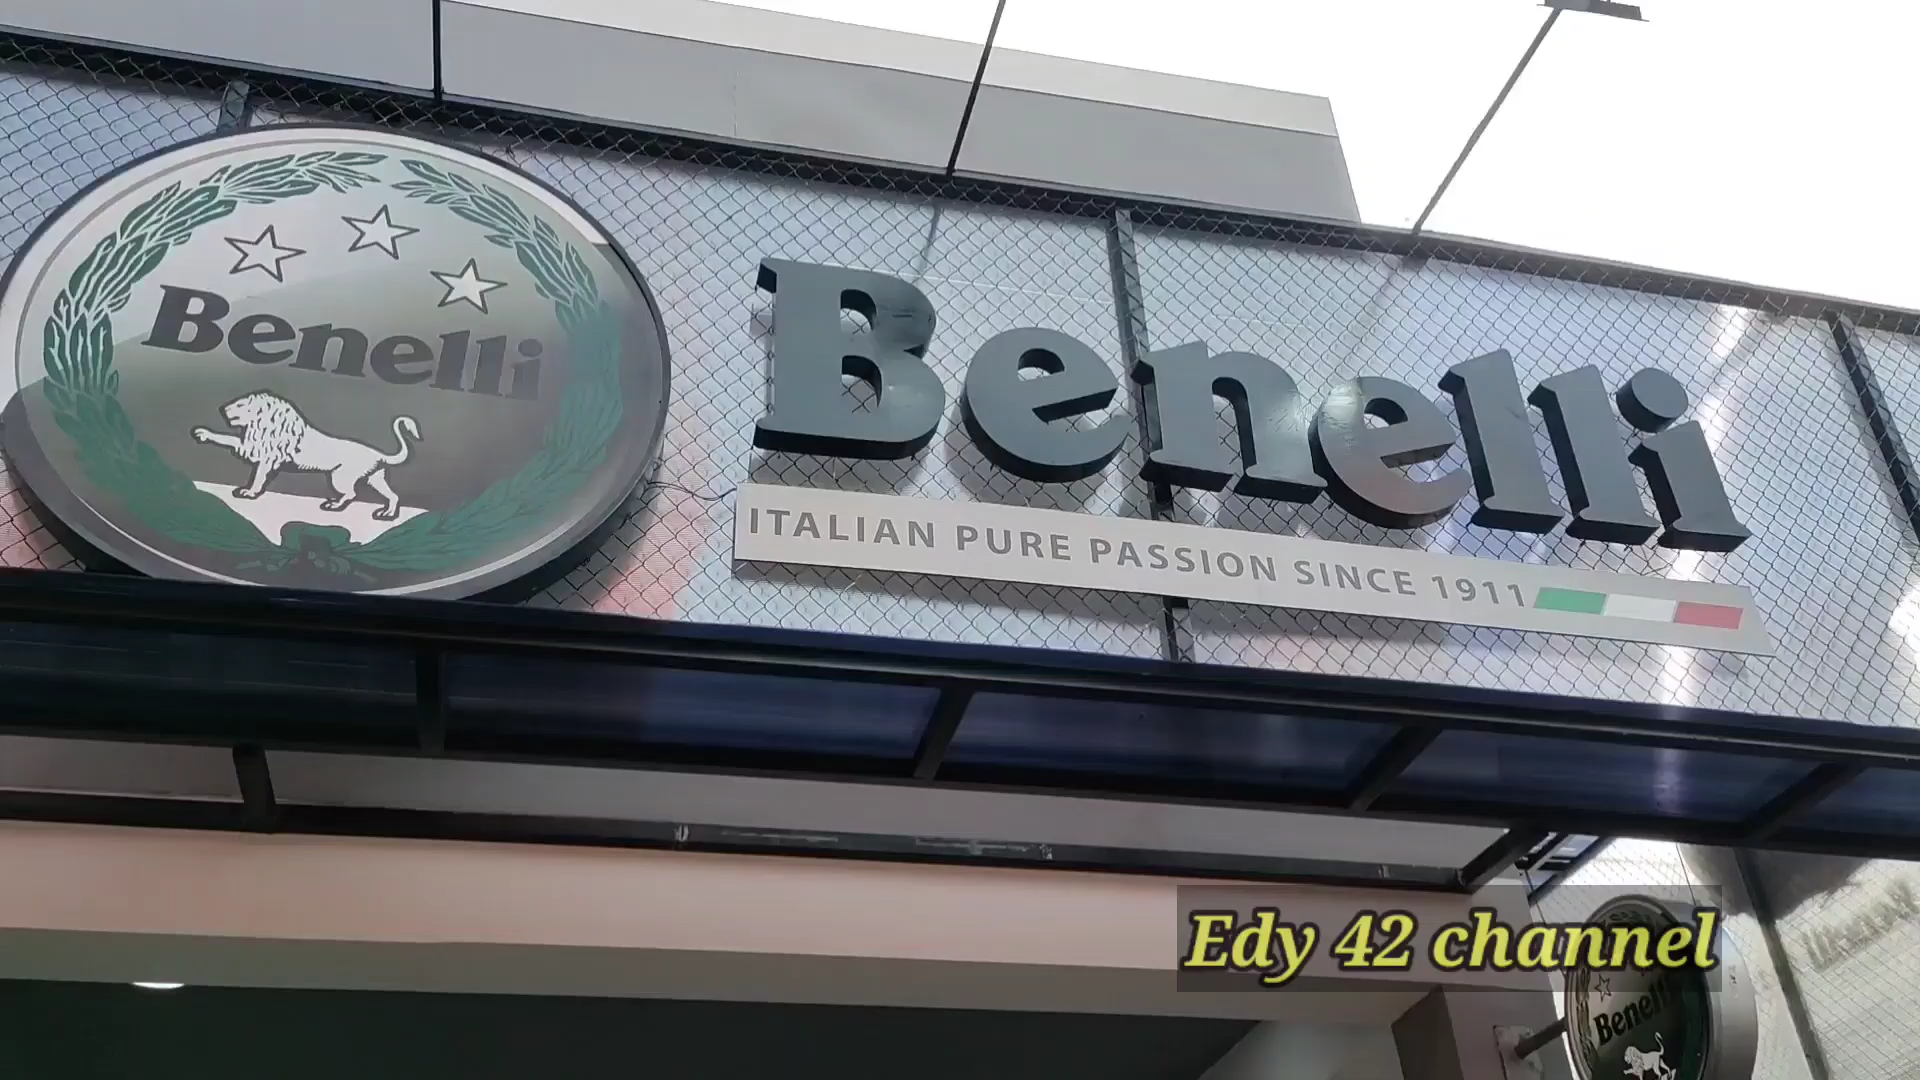 Benelli
Benelli
ITALIAN PURE PASSION SINCE 1911
Edy 42 channel
Benelli